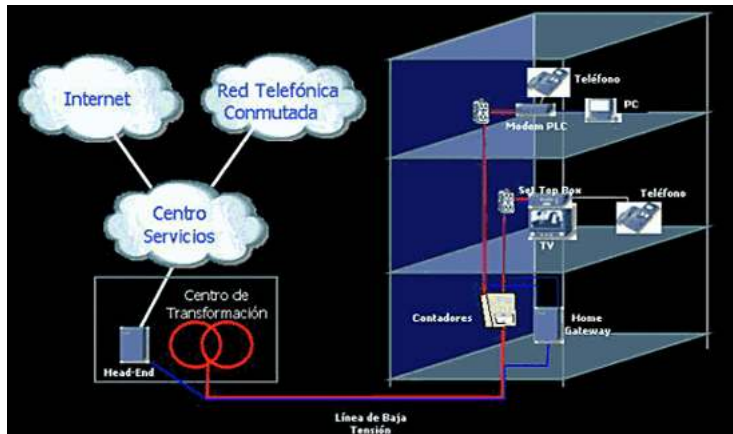 Internet
Red Telefónica
Conmutada
Centro
Servicios
Centro de
Transformación
Head-End
Línea de Baja
Tensión
Teléfono
PC
Modem PLC
Set Top Box
Teléfono
TV
Contadores
Home
Gateway